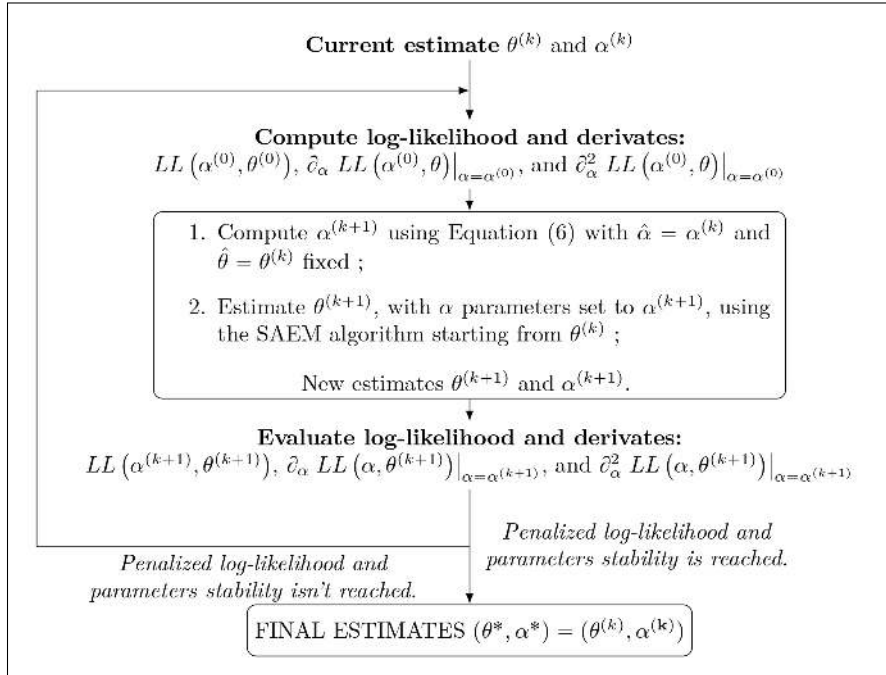 Current estimate θ^(k) and α^(k)
Compute log-likelihood and derivates:
LL (α^(0), θ^(0)), ∂_α LL (α^(0), θ)|_α=α^(0), and ∂²_α LL (α^(0), θ)|_α=α^(0)
1. Compute α^(k+1) using Equation (6) with α̂ = α^(k) and
θ̂ = θ^(k) fixed ;
2. Estimate θ^(k+1), with α parameters set to α^(k+1), using
the SAEM algorithm starting from θ^(k) ;
New estimates θ^(k+1) and α^(k+1).
Evaluate log-likelihood and derivates:
LL (α^(k+1), θ^(k+1)), ∂_α LL (α, θ^(k+1))|_α=α^(k+1), and ∂²_α LL (α, θ^(k+1))|_α=α^(k+1)
Penalized log-likelihood and
parameters stability is reached.
Penalized log-likelihood and
parameters stability isn't reached.
FINAL ESTIMATES (θ*, α*) = (θ^(k), α^(k))